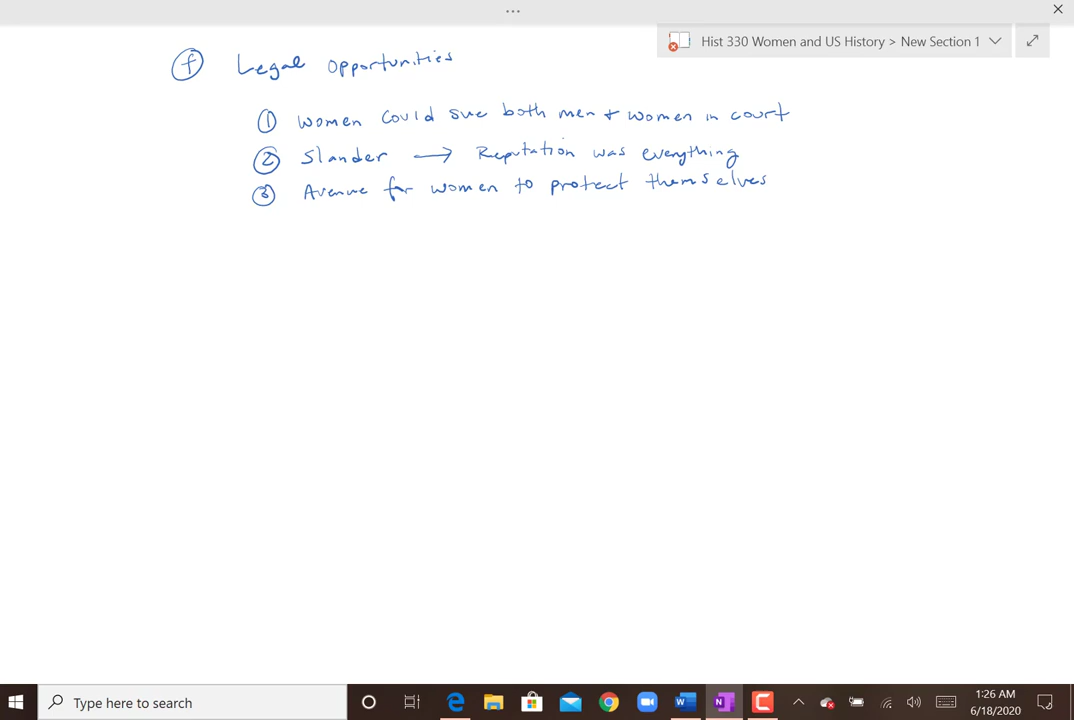 ...
Hist 330 Women and US History > New Section 1
f Legal Opportunities
1 Women could sue both men + women in court
2 Slander → Reputation was everything
3 Avenue for women to protect themselves
Type here to search
1:26 AM
6/18/2020